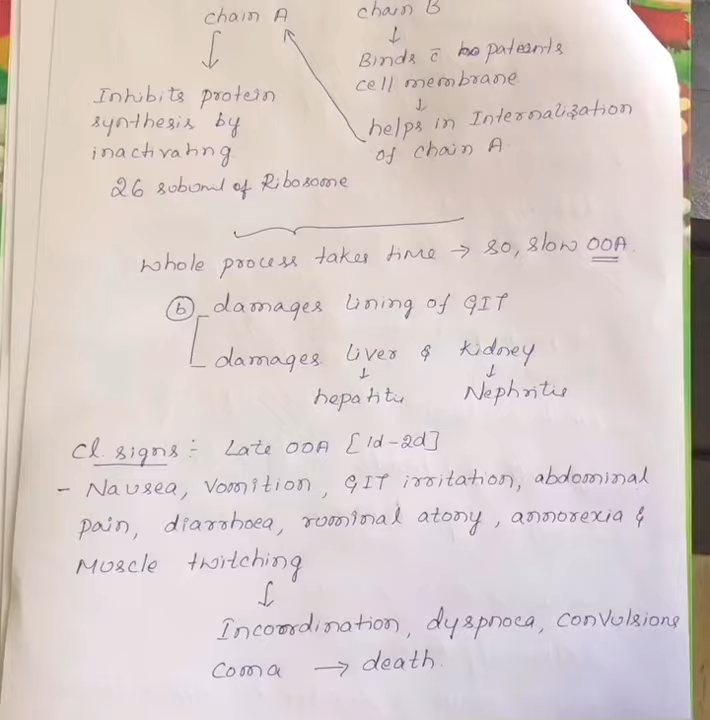 chain A
chain B
Inhibits protein
synthesis by
inactivating
26 subunit of Ribosome
Binds c̄ patients
cell membrane
helps in Internalization
of chain A
whole process takes time → so, slow OOA.
(b) damages lining of GIT
damages liver & kidney
hepatitis
Nephritis
Cl. signs :- Late OOA [1d-2d]
- Nausea, vomition, GIT irritation, abdominal
pain, diarrhoea, ruminal atony, annorexia &
Muscle twitching
Incoordination, dyspnoea, convulsions
coma → death.